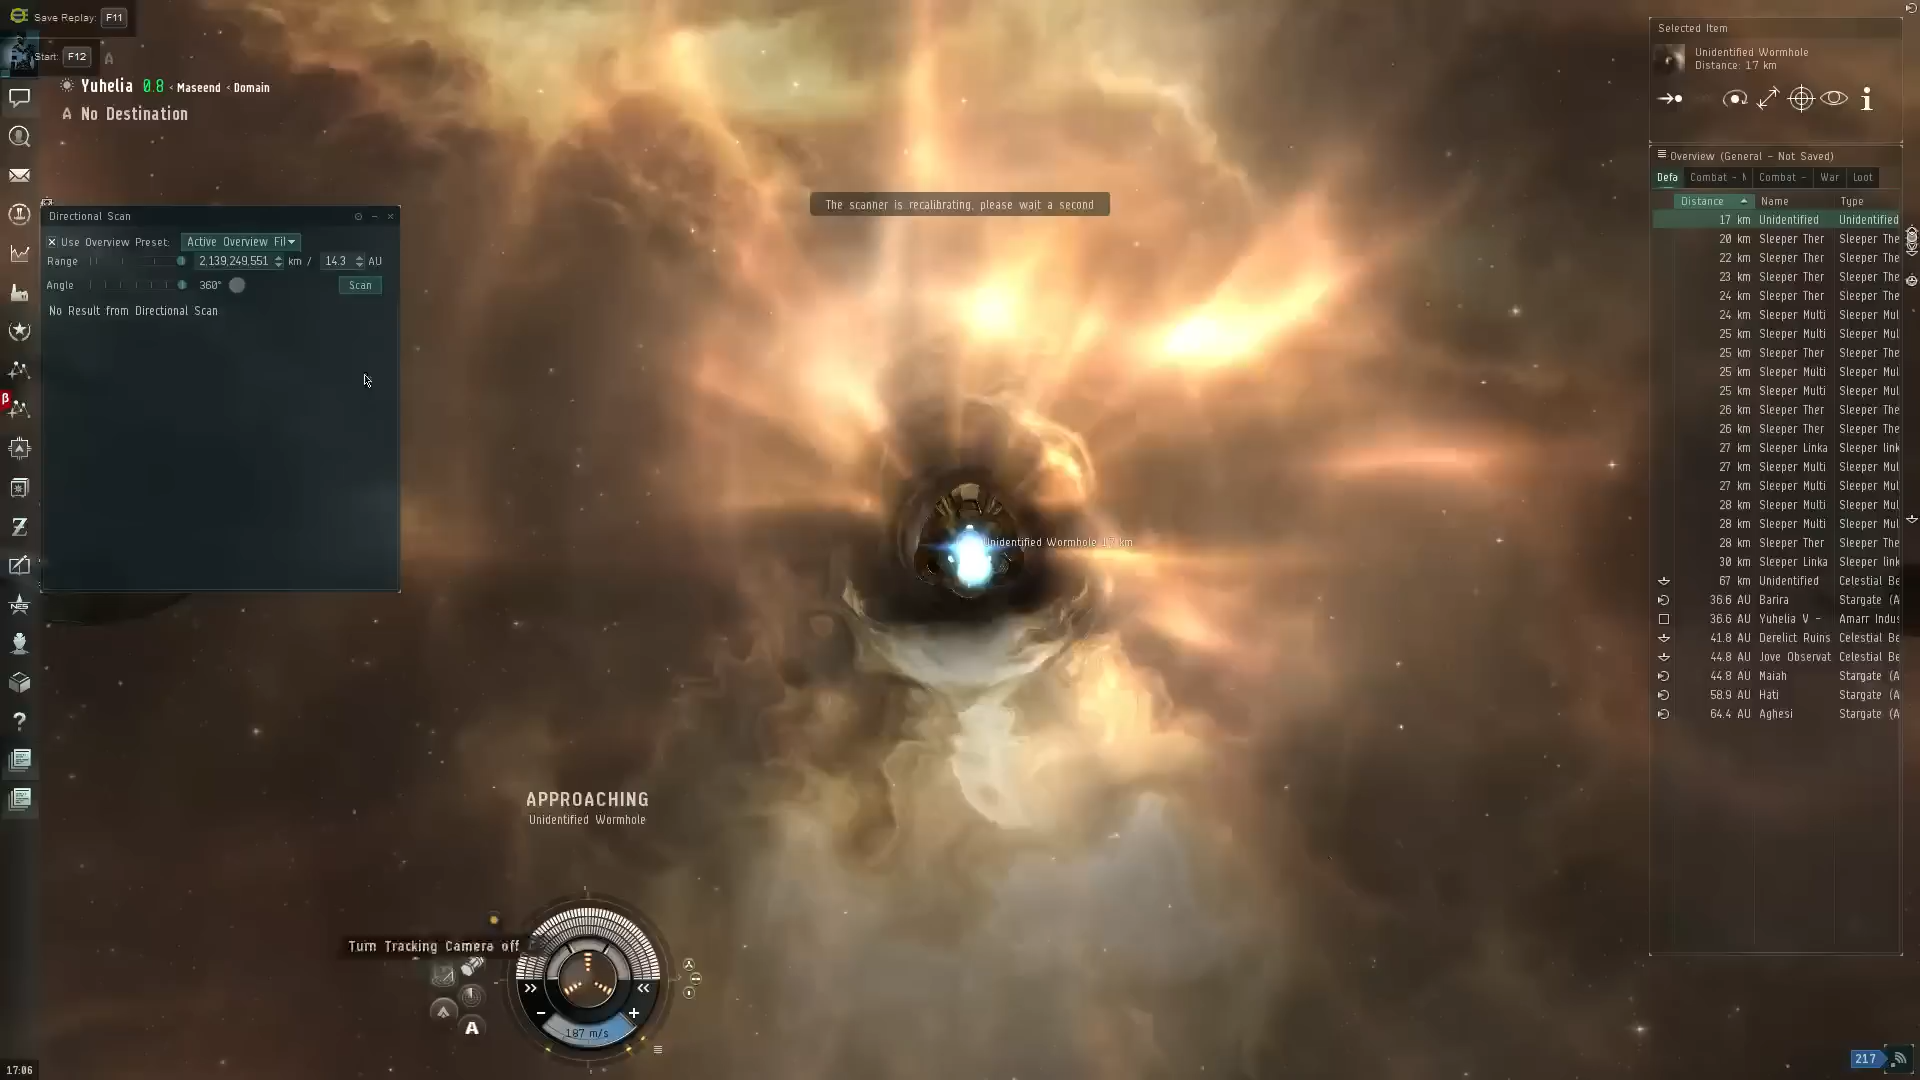 Save Replay: F11
Start: F12
Yuhelia 0.8 < Maseend < Domain
No Destination
Directional Scan
Use Overview Preset: Active Overview Fil
Range 2,139,249,551 km / 14.3 AU
Angle 360° Scan
No Result from Directional Scan
The scanner is recalibrating, please wait a second
Unidentified Wormhole 17 km
APPROACHING
Unidentified Wormhole
Turn Tracking Camera off
A
187 m/s
Selected Item
Unidentified Wormhole
Distance: 17 km
Overview (General - Not Saved)
Defa Combat - N Combat - War Loot
Distance Name Type
17 km Unidentified Unidentified
20 km Sleeper Ther Sleeper The
22 km Sleeper Ther Sleeper The
23 km Sleeper Ther Sleeper The
24 km Sleeper Ther Sleeper The
24 km Sleeper Multi Sleeper Mul
25 km Sleeper Multi Sleeper Mul
25 km Sleeper Ther Sleeper The
25 km Sleeper Multi Sleeper Mul
25 km Sleeper Multi Sleeper Mul
26 km Sleeper Ther Sleeper The
26 km Sleeper Ther Sleeper The
27 km Sleeper Linka Sleeper link
27 km Sleeper Multi Sleeper Mul
27 km Sleeper Multi Sleeper Mul
28 km Sleeper Multi Sleeper Mul
28 km Sleeper Multi Sleeper Mul
28 km Sleeper Ther Sleeper The
30 km Sleeper Linka Sleeper link
67 km Unidentified Celestial Be
36.6 AU Barira Stargate (A
36.6 AU Yuhelia V - Amarr Indus
41.8 AU Derelict Ruins Celestial Be
44.8 AU Jove Observat Celestial Be
44.8 AU Maiah Stargate (A
58.9 AU Hati Stargate (A
64.4 AU Aghesi Stargate (A
β
NES
?
17:06
217